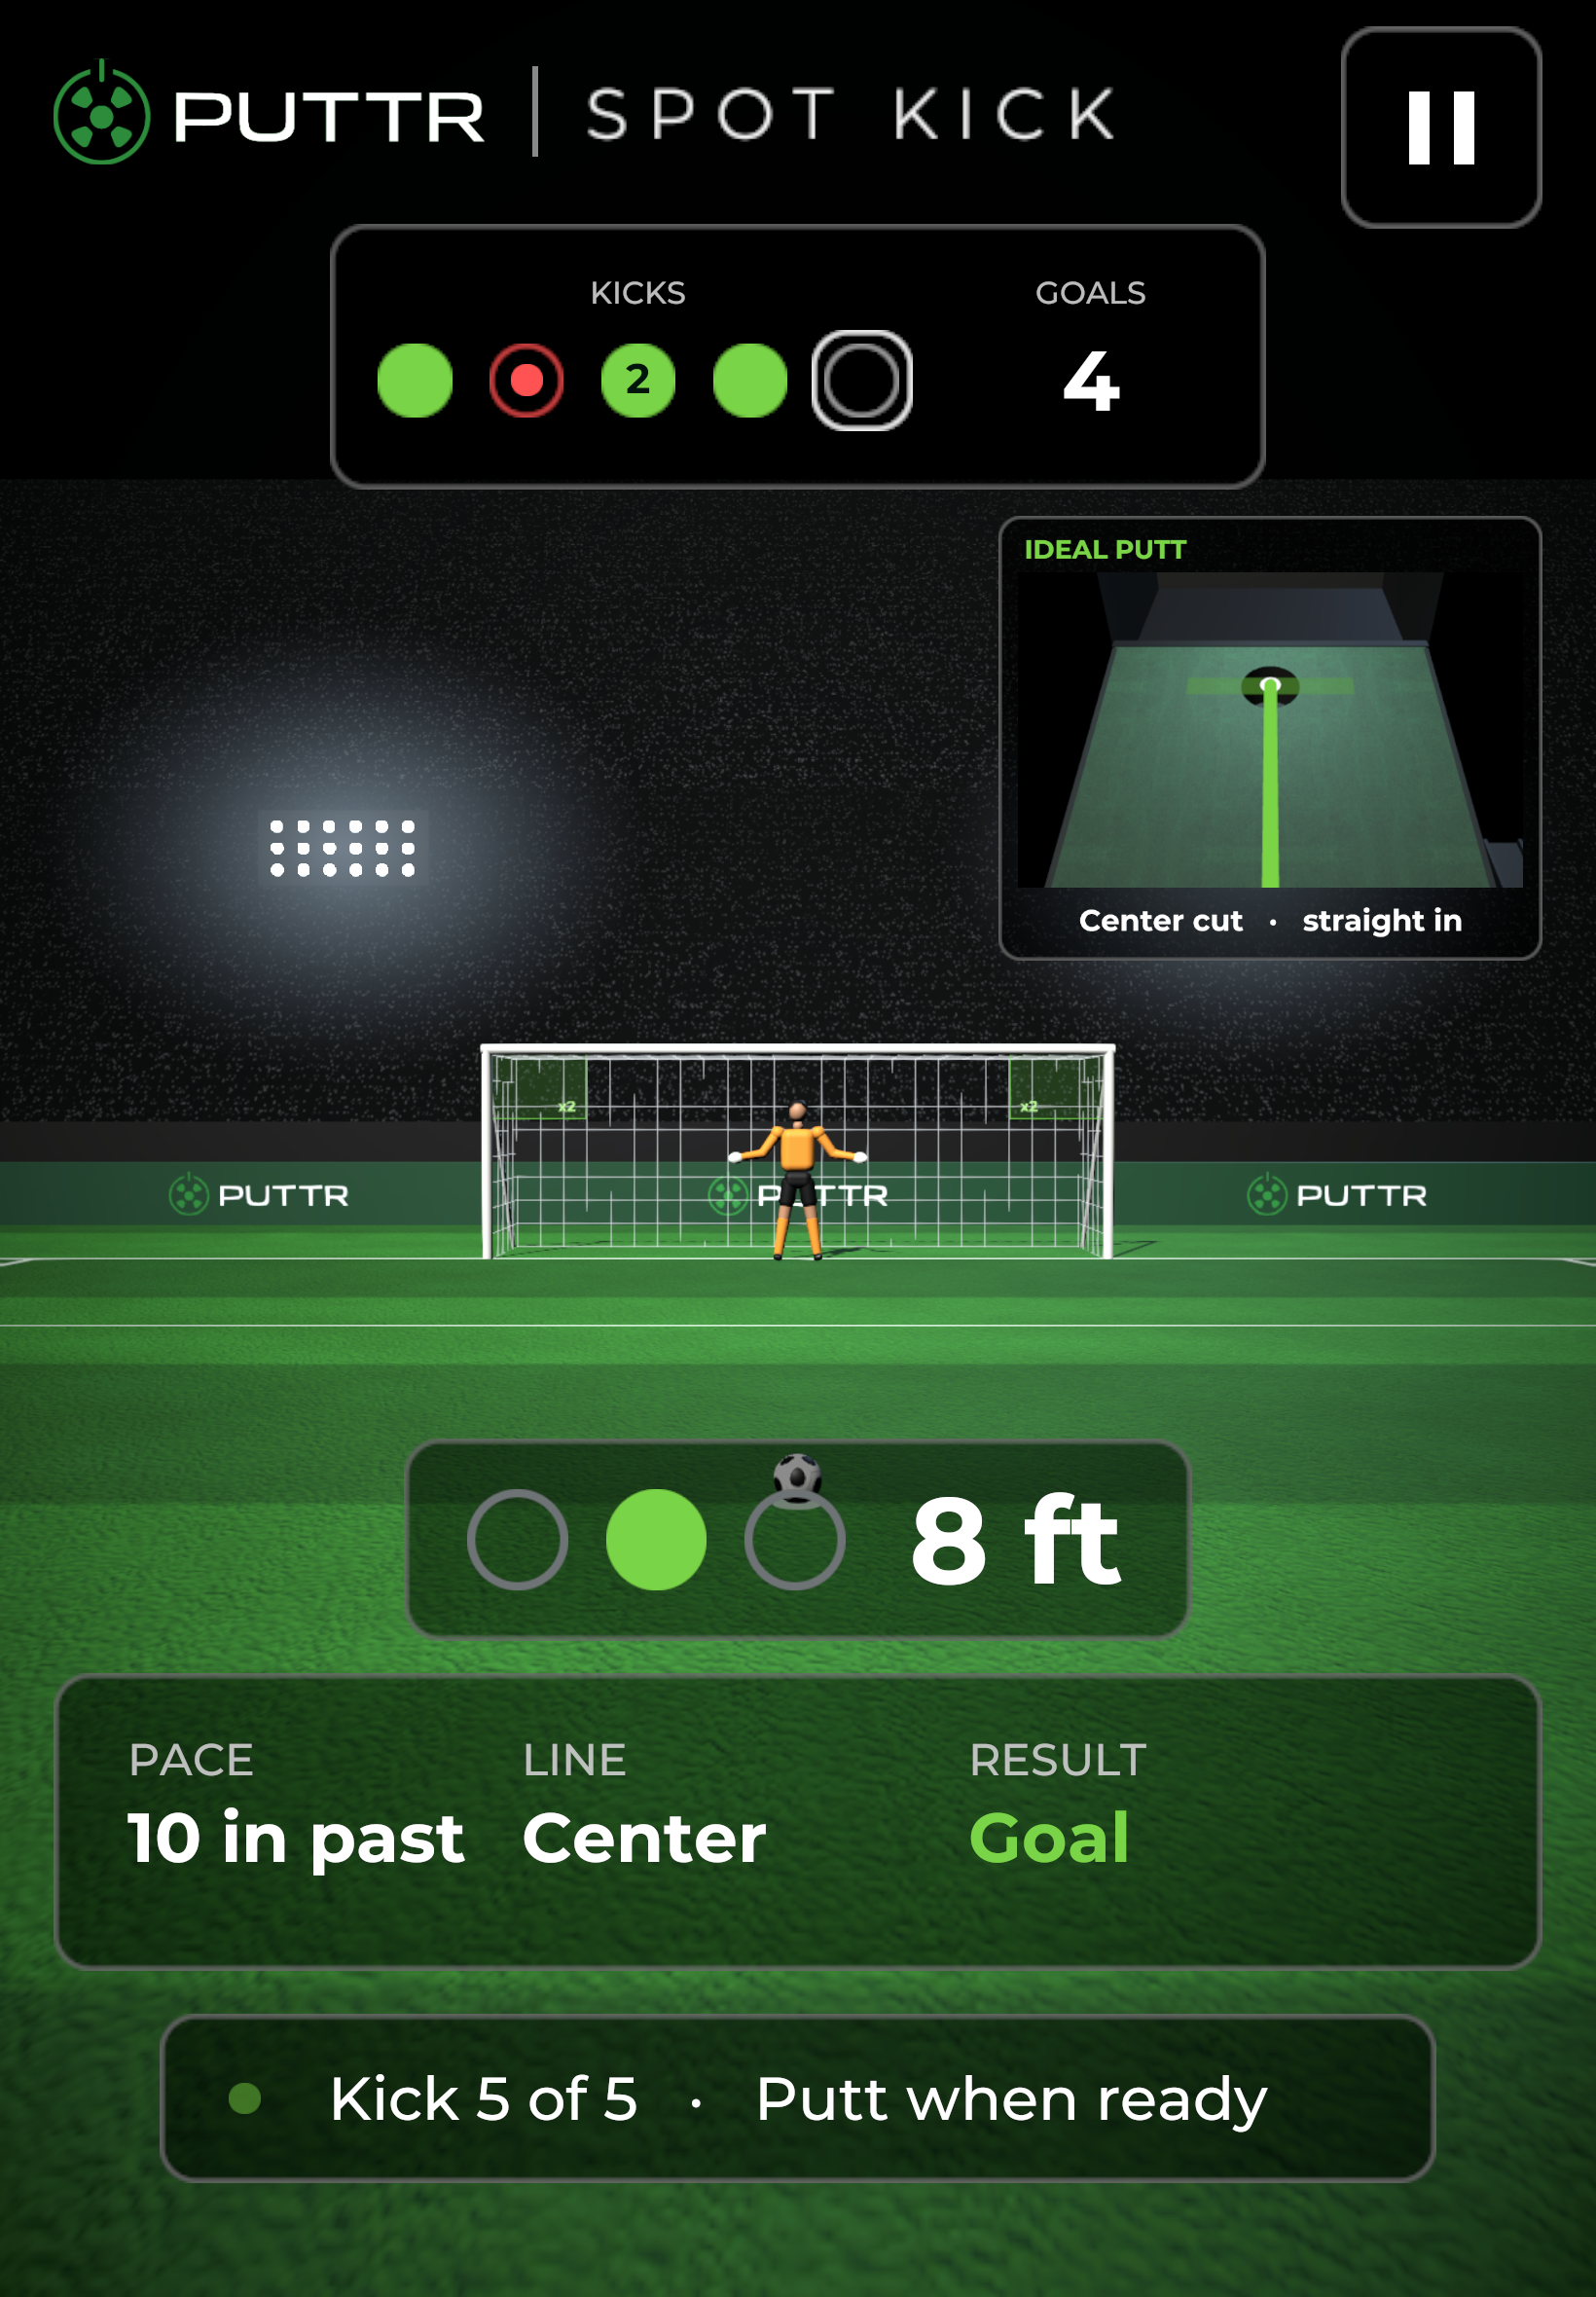 PUTTR | SPOT KICK
KICKS GOALS
2 4
IDEAL PUTT
Center cut · straight in
x2 x2
PUTTR PUTTR PUTTR
8 ft
PACE LINE RESULT
10 in past Center Goal
Kick 5 of 5 · Putt when ready